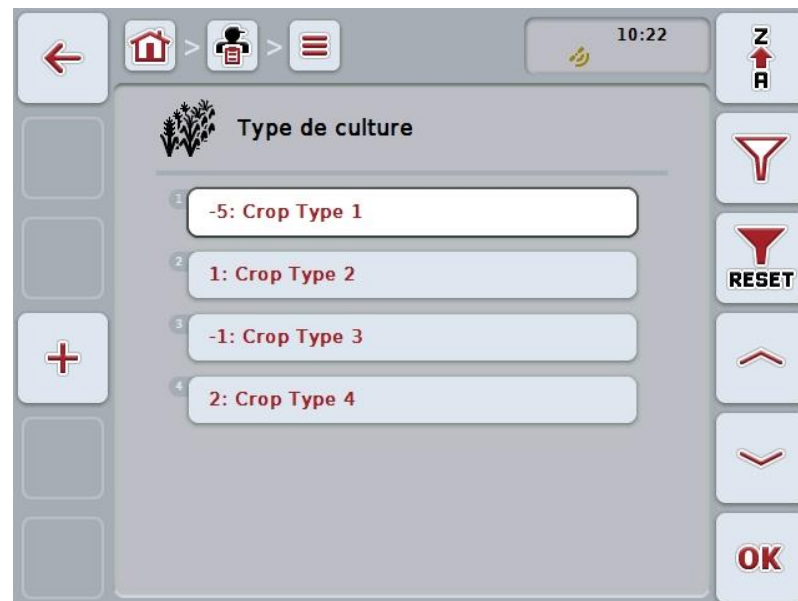 > >
10:22
Z
A
Type de culture
1
-5: Crop Type 1
2
1: Crop Type 2
RESET
3
-1: Crop Type 3
4
2: Crop Type 4
OK